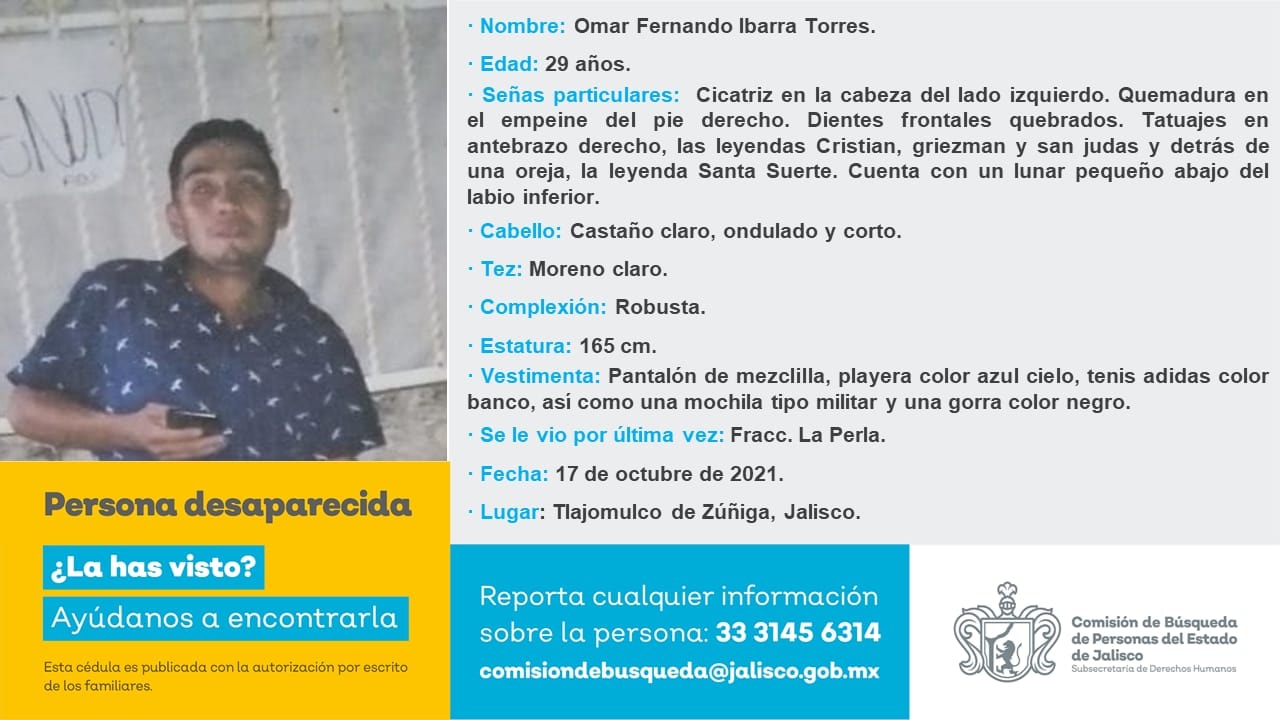 ENUD
· Nombre: Omar Fernando Ibarra Torres.
· Edad: 29 años.
· Señas particulares: Cicatriz en la cabeza del lado izquierdo. Quemadura en
el empeine del pie derecho. Dientes frontales quebrados. Tatuajes en
antebrazo derecho, las leyendas Cristian, griezman y san judas y detrás de
una oreja, la leyenda Santa Suerte. Cuenta con un lunar pequeño abajo del
labio inferior.
· Cabello: Castaño claro, ondulado y corto.
· Tez: Moreno claro.
· Complexión: Robusta.
· Estatura: 165 cm.
· Vestimenta: Pantalón de mezclilla, playera color azul cielo, tenis adidas color
banco, así como una mochila tipo militar y una gorra color negro.
· Se le vio por última vez: Fracc. La Perla.
· Fecha: 17 de octubre de 2021.
· Lugar: Tlajomulco de Zúñiga, Jalisco.
Persona desaparecida
¿La has visto?
Ayúdanos a encontrarla
Esta cédula es publicada con la autorización por escrito
de los familiares.
Reporta cualquier información
sobre la persona: 33 3145 6314
comisiondebusqueda@jalisco.gob.mx
Comisión de Búsqueda
de Personas del Estado
de Jalisco
Subsecretaría de Derechos Humanos